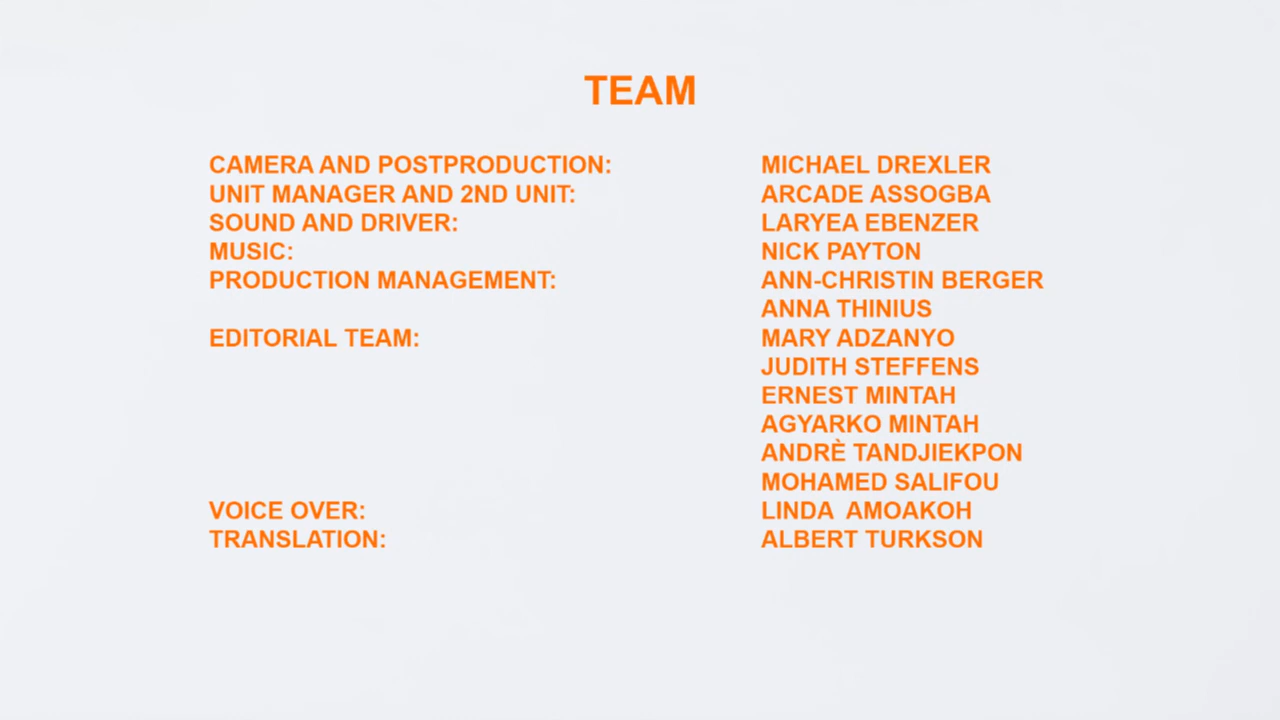 TEAM
CAMERA AND POSTPRODUCTION: MICHAEL DREXLER
UNIT MANAGER AND 2ND UNIT: ARCADE ASSOGBA
SOUND AND DRIVER: LARYEA EBENZER
MUSIC: NICK PAYTON
PRODUCTION MANAGEMENT: ANN-CHRISTIN BERGER
ANNA THINIUS
EDITORIAL TEAM: MARY ADZANYO
JUDITH STEFFENS
ERNEST MINTAH
AGYARKO MINTAH
ANDRÈ TANDJIEKPON
MOHAMED SALIFOU
VOICE OVER: LINDA  AMOAKOH
TRANSLATION: ALBERT TURKSON